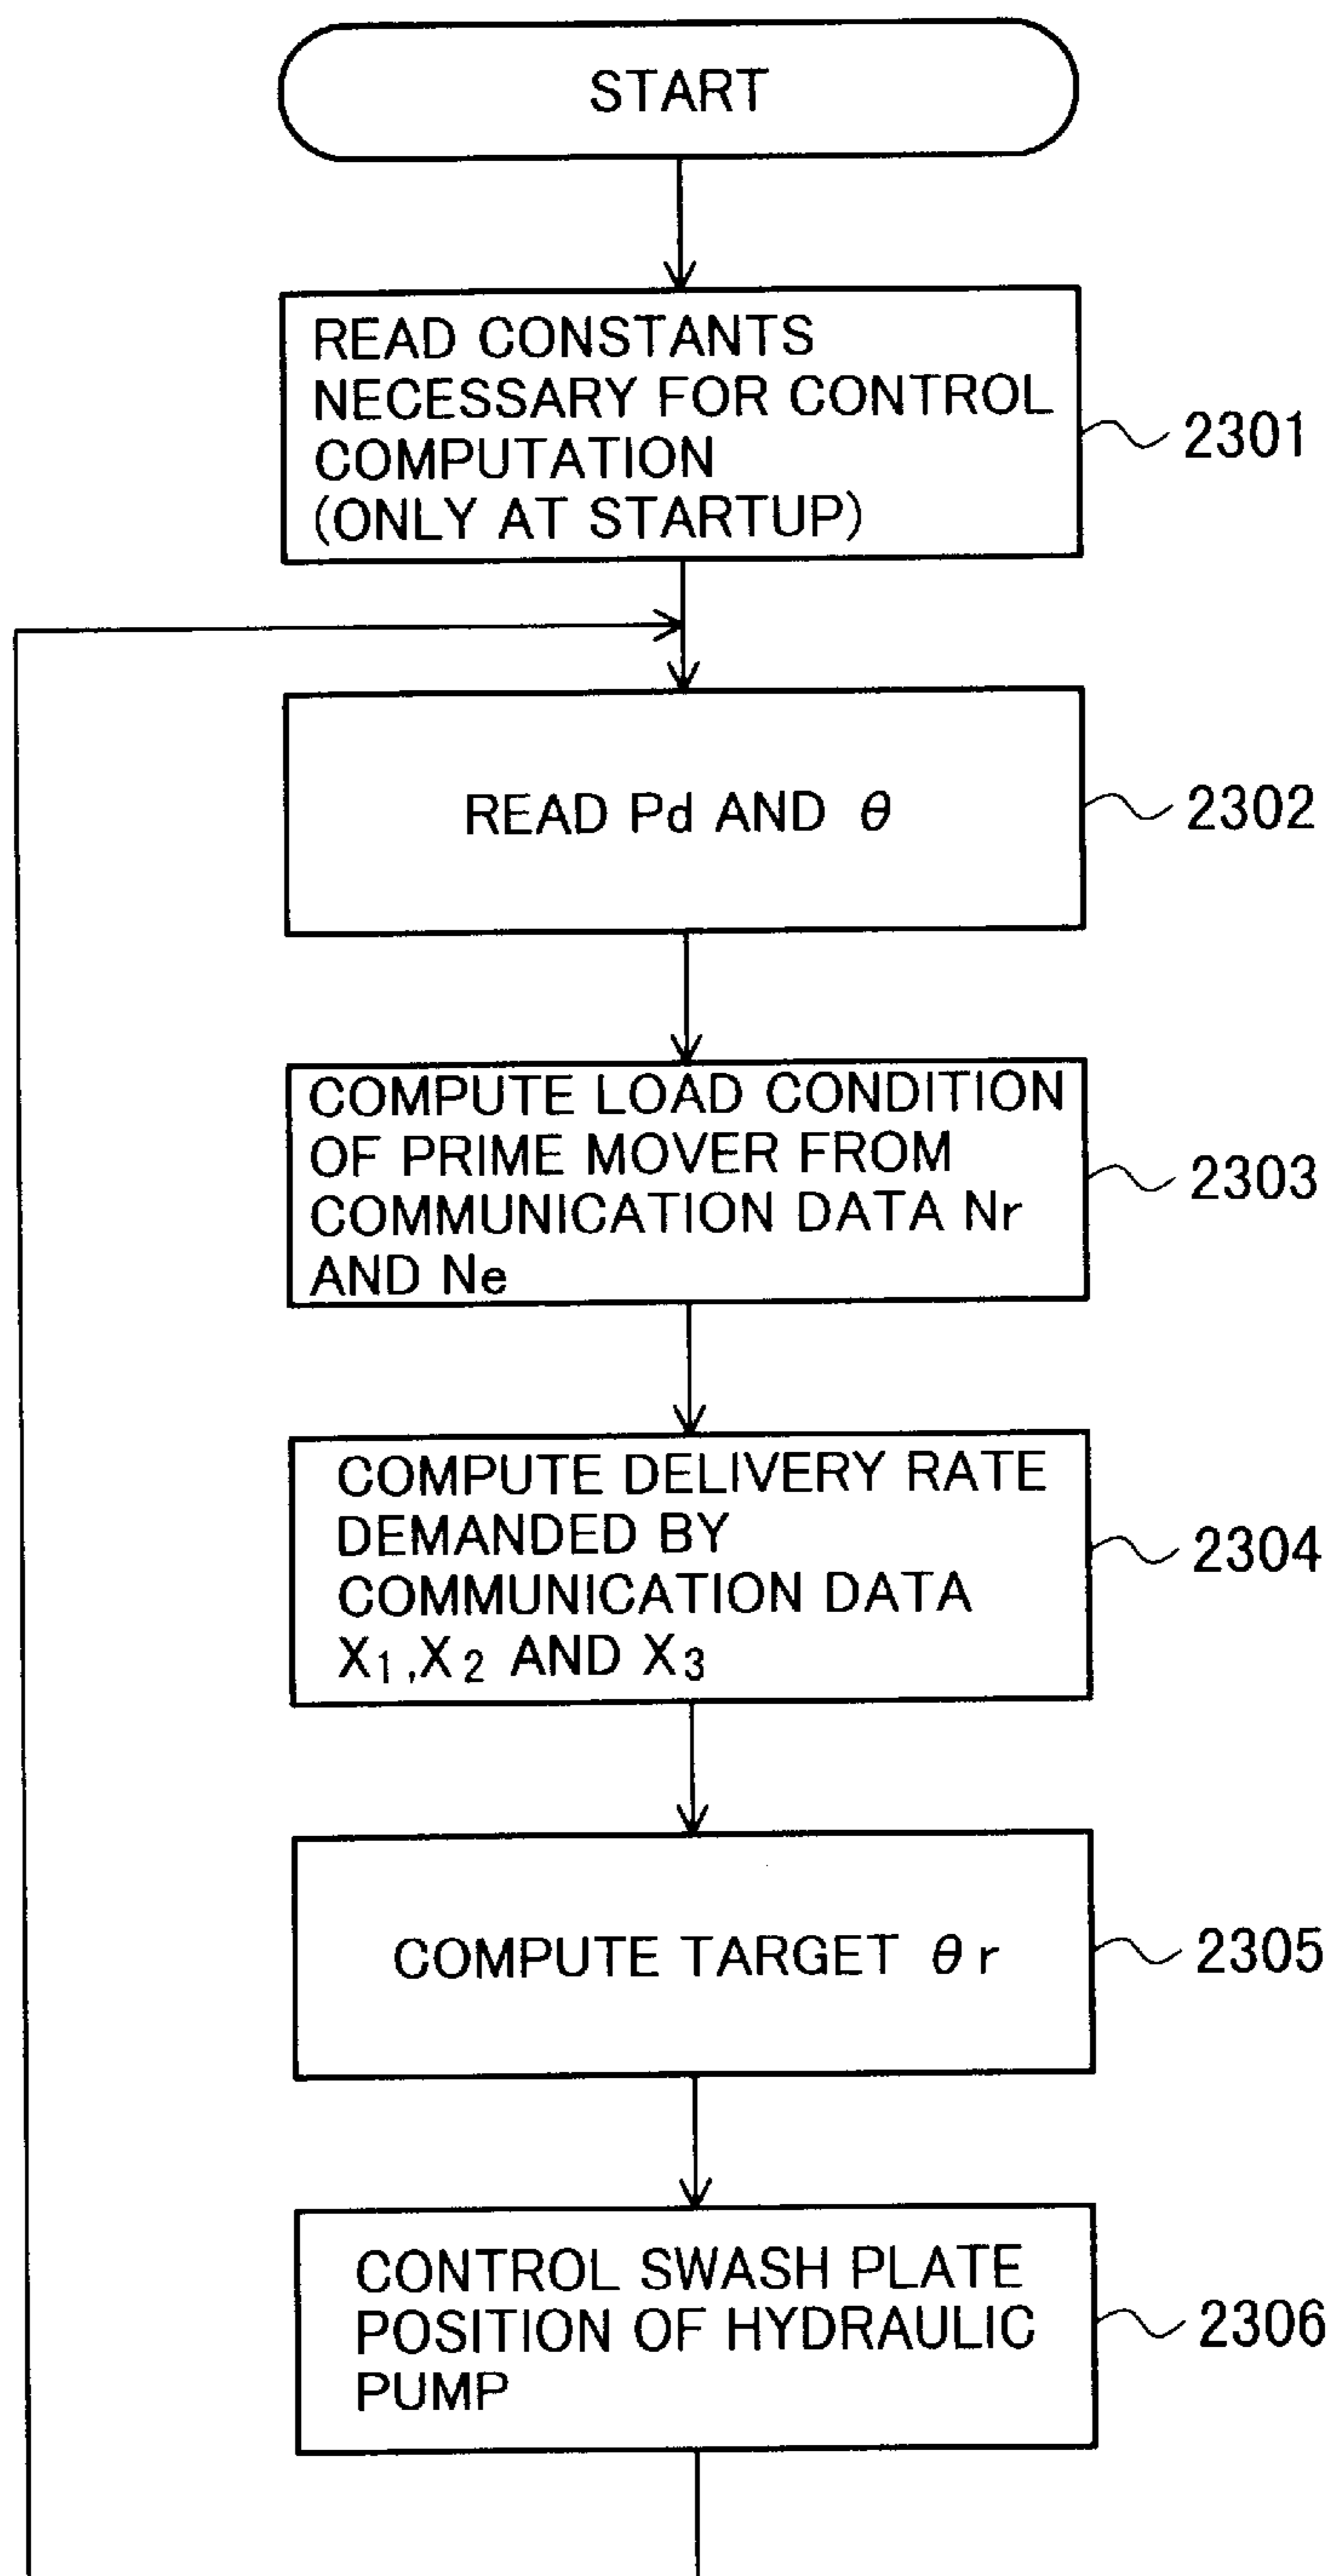 START
READ CONSTANTS
NECESSARY FOR CONTROL
COMPUTATION
(ONLY AT STARTUP)
2301
READ Pd AND θ
2302
COMPUTE LOAD CONDITION
OF PRIME MOVER FROM
COMMUNICATION DATA Nr
AND Ne
2303
COMPUTE DELIVERY RATE
DEMANDED BY
COMMUNICATION DATA
X₁,X₂ AND X₃
2304
COMPUTE TARGET θr
2305
CONTROL SWASH PLATE
POSITION OF HYDRAULIC
PUMP
2306